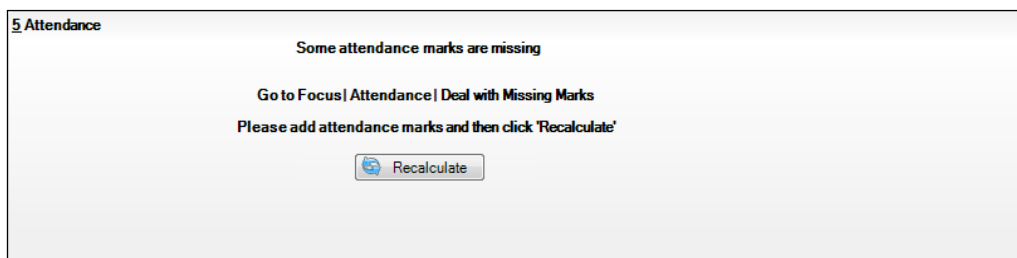 5 Attendance
Some attendance marks are missing
Go to Focus| Attendance| Deal with Missing Marks
Please add attendance marks and then click 'Recalculate'
Recalculate